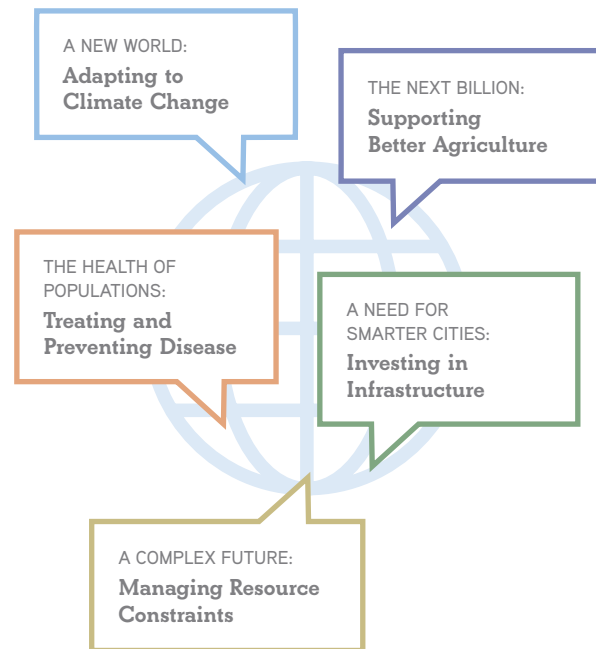 A NEW WORLD:
Adapting to
Climate Change
THE NEXT BILLION:
Supporting
Better Agriculture
THE HEALTH OF
POPULATIONS:
Treating and
Preventing Disease
A NEED FOR
SMARTER CITIES:
Investing in
Infrastructure
A COMPLEX FUTURE:
Managing Resource
Constraints